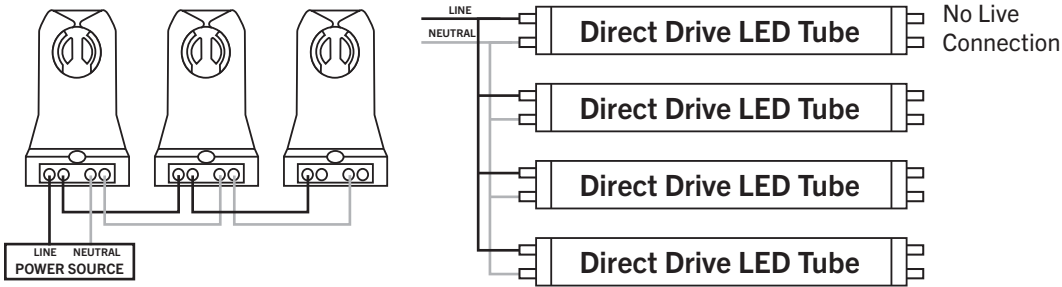 LINE
NEUTRAL
POWER SOURCE
LINE
NEUTRAL
Direct Drive LED Tube
No Live
Connection
Direct Drive LED Tube
Direct Drive LED Tube
Direct Drive LED Tube